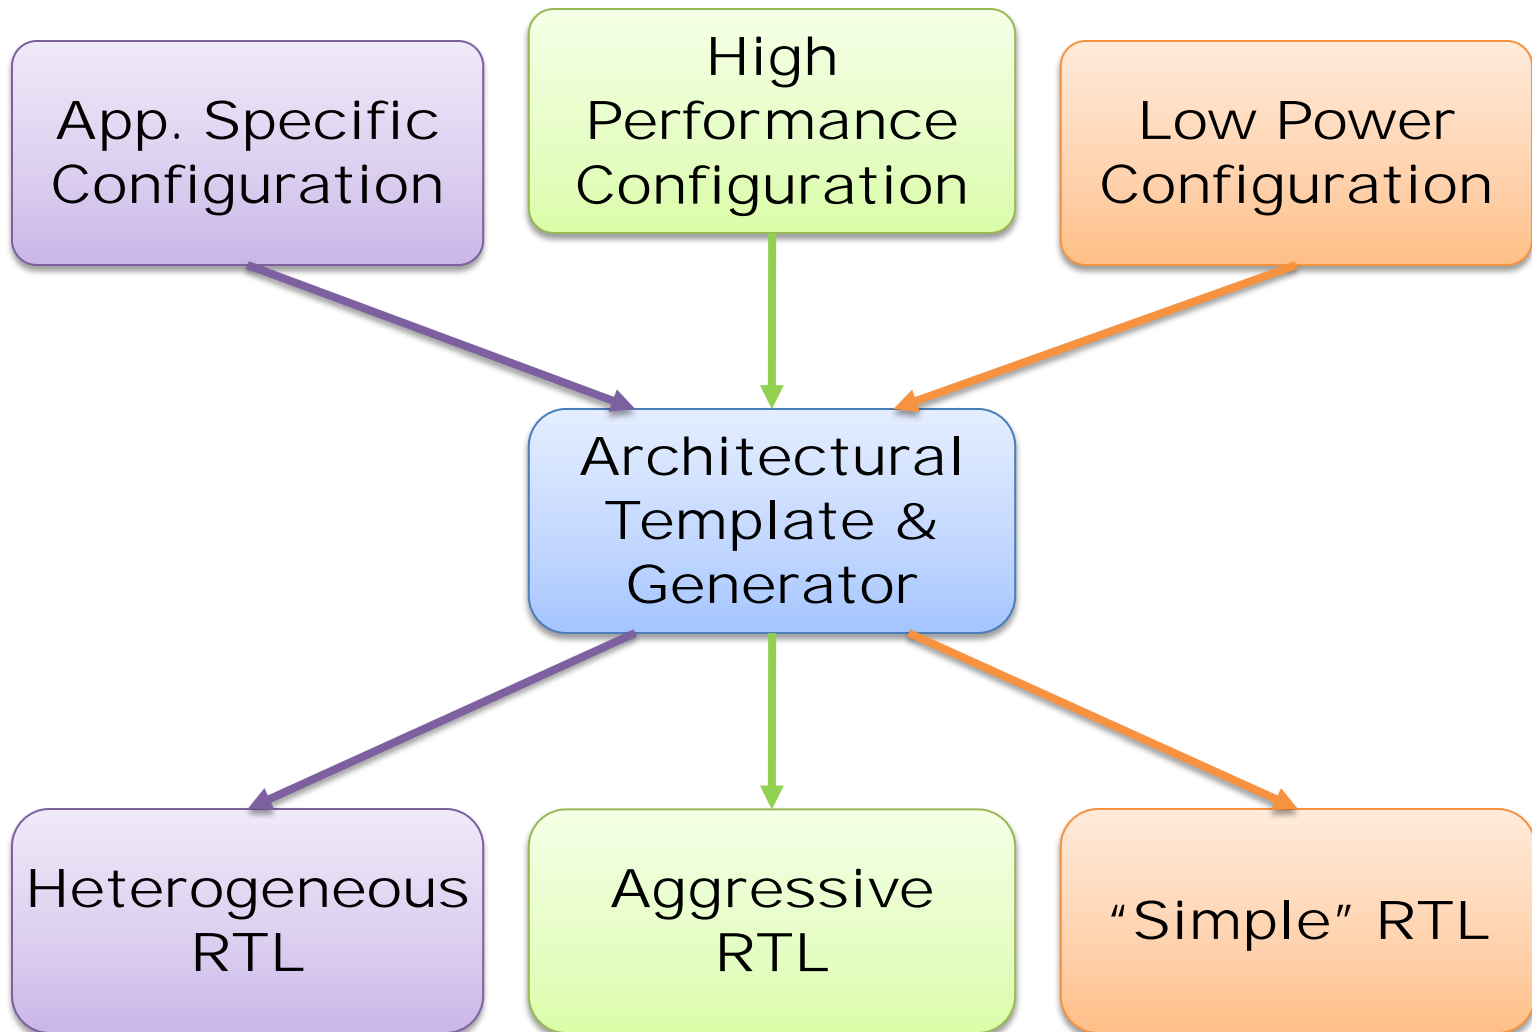 App. Specific
Configuration
High
Performance
Configuration
Low Power
Configuration
Architectural
Template &
Generator
Heterogeneous
RTL
Aggressive
RTL
“Simple” RTL